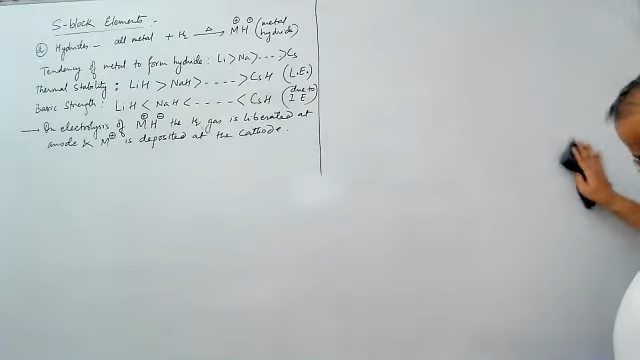 S-block Elements :-
(a) Hydrides - all metal + H₂ —Δ→ M⊕ H⊖ (metal hydride)
Tendency of metal to form hydride : Li > Na > --- > Cs
Thermal stability : LiH > NaH > ---- > CsH (L.E.)
Basic Strength : LiH < NaH < ----- < CsH (due to I.E.)
→ On electrolysis of M⊕ H⊖ the H₂ gas is liberated at
anode & M⊕ is deposited at the cathode.